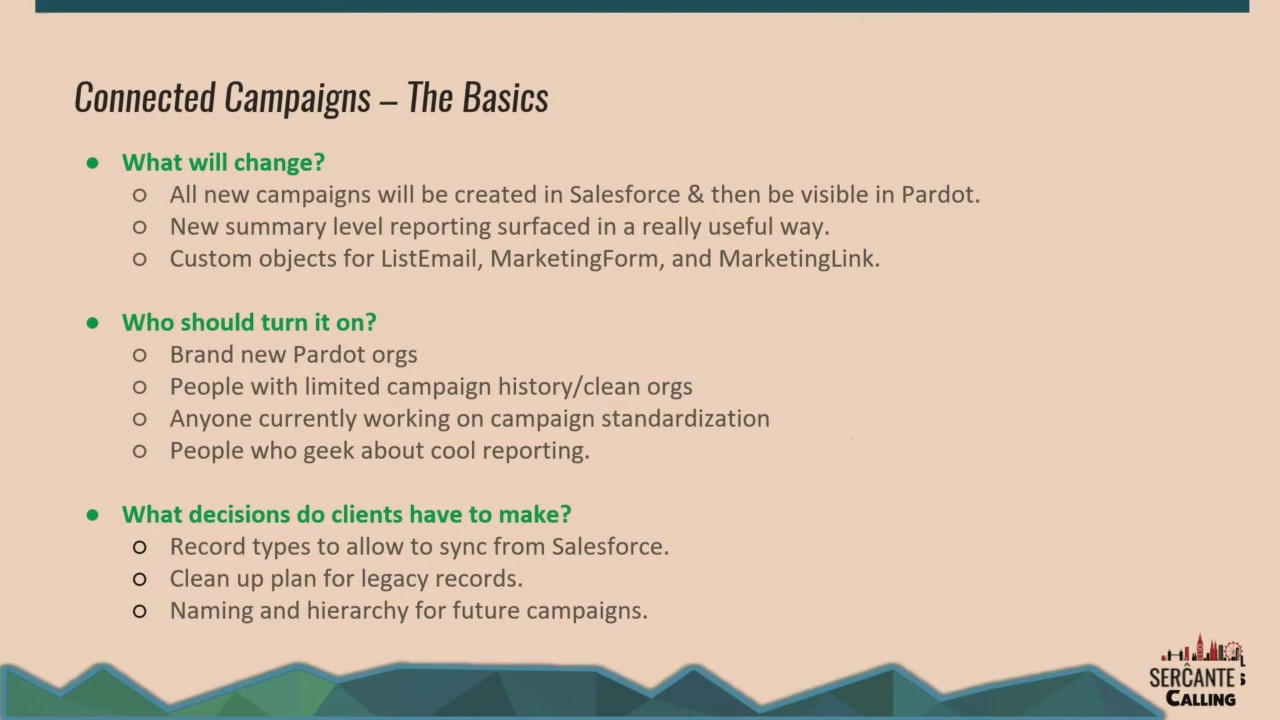 Connected Campaigns – The Basics
● What will change?
○ All new campaigns will be created in Salesforce & then be visible in Pardot.
○ New summary level reporting surfaced in a really useful way.
○ Custom objects for ListEmail, MarketingForm, and MarketingLink.
● Who should turn it on?
○ Brand new Pardot orgs
○ People with limited campaign history/clean orgs
○ Anyone currently working on campaign standardization
○ People who geek about cool reporting.
● What decisions do clients have to make?
○ Record types to allow to sync from Salesforce.
○ Clean up plan for legacy records.
○ Naming and hierarchy for future campaigns.
SERCANTE
CALLING